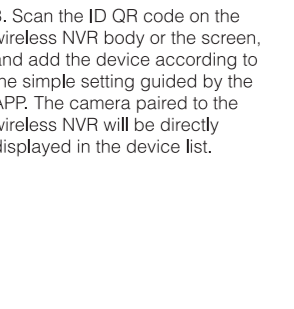 . Scan the ID QR code on the
wireless NVR body or the screen,
and add the device according to
the simple setting guided by the
APP. The camera paired to the
wireless NVR will be directly
displayed in the device list.